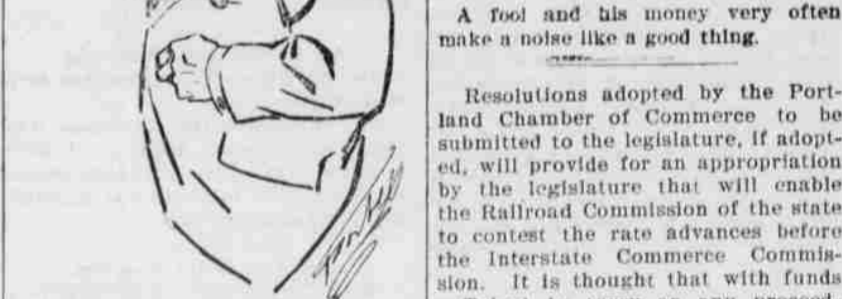 A fool and his money very often
make a noise like a good thing.
Resolutions adopted by the Port-
land Chamber of Commerce to be
submitted to the legislature, if adopt-
ed, will provide for an appropriation
by the legislature that will enable
the Railroad Commission of the state
to contest the rate advances before
the Interstate Commerce Commis-
sion. It is thought that with funds